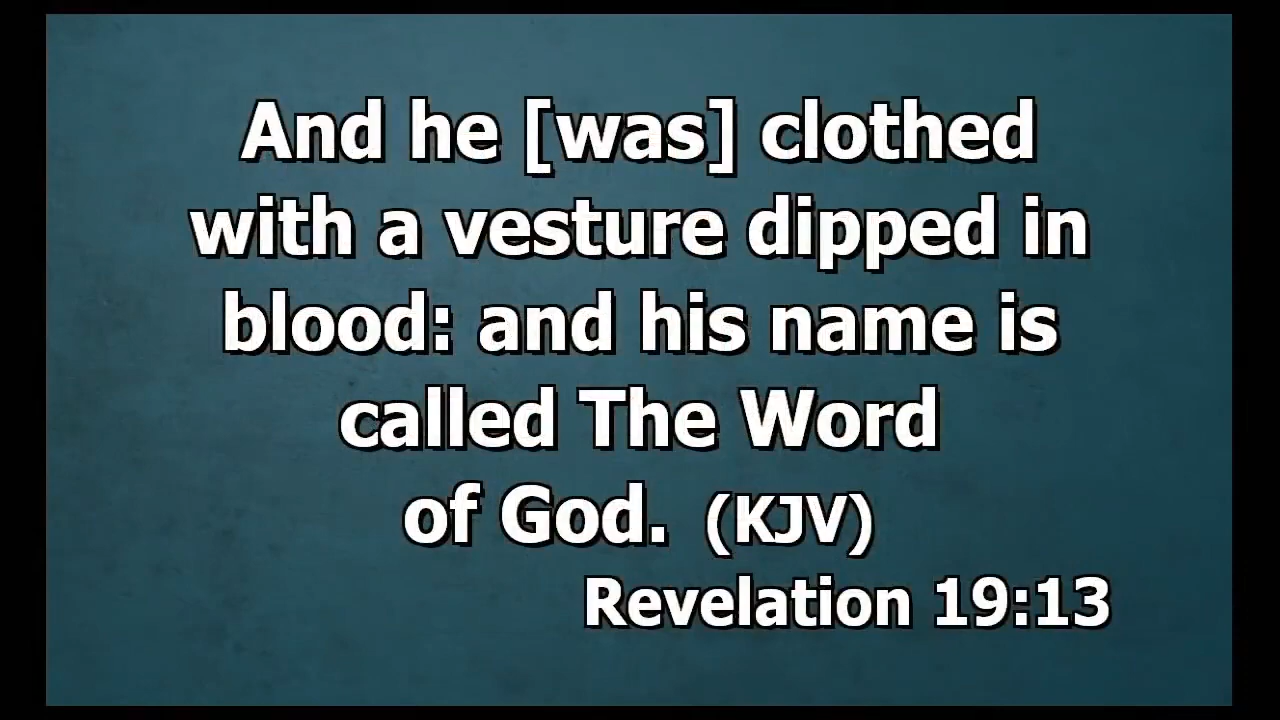 And he [was] clothed
with a vesture dipped in
blood: and his name is
called The Word
of God. (KJV)
Revelation 19:13